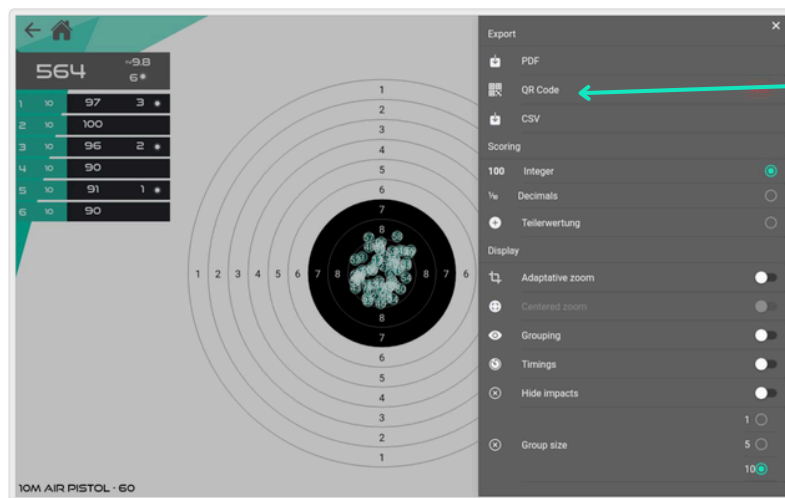 564 ~9.8
6*
1 10 97 3 *
2 10 100
3 10 96 2 *
4 10 90
5 10 91 1 *
6 10 90
1
2
3
4
5
6
7
8
1 2 3 4 5 6 7 8 8 7 6
8
7
6
5
4
3
2
1
10M AIR PISTOL - 60
×
Export
PDF
QR Code
CSV
Scoring
100 Integer
⅒ Decimals
Teilerwertung
Display
Adaptative zoom
Centered zoom
Grouping
Timings
Hide impacts
1
Group size 5
10